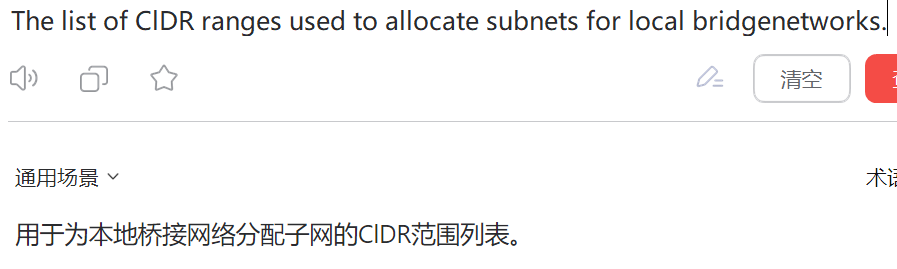 The list of ClDR ranges used to allocate subnets for local bridgenetworks.
清空
通用场景
用于为本地桥接网络分配子网的ClDR范围列表。